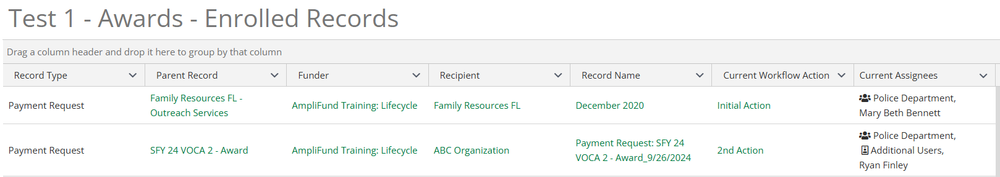 Test 1 - Awards - Enrolled Records
Drag a column header and drop it here to group by that column
Record Type Parent Record Funder Recipient Record Name Current Workflow Action Current Assignees
Payment Request
Family Resources FL -
Outreach Services
AmpliFund Training: Lifecycle
Family Resources FL
December 2020
Initial Action
Police Department,
Mary Beth Bennett
Payment Request
SFY 24 VOCA 2 - Award
AmpliFund Training: Lifecycle
ABC Organization
Payment Request: SFY 24
VOCA 2 - Award_9/26/2024
2nd Action
Police Department,
Additional Users,
Ryan Finley